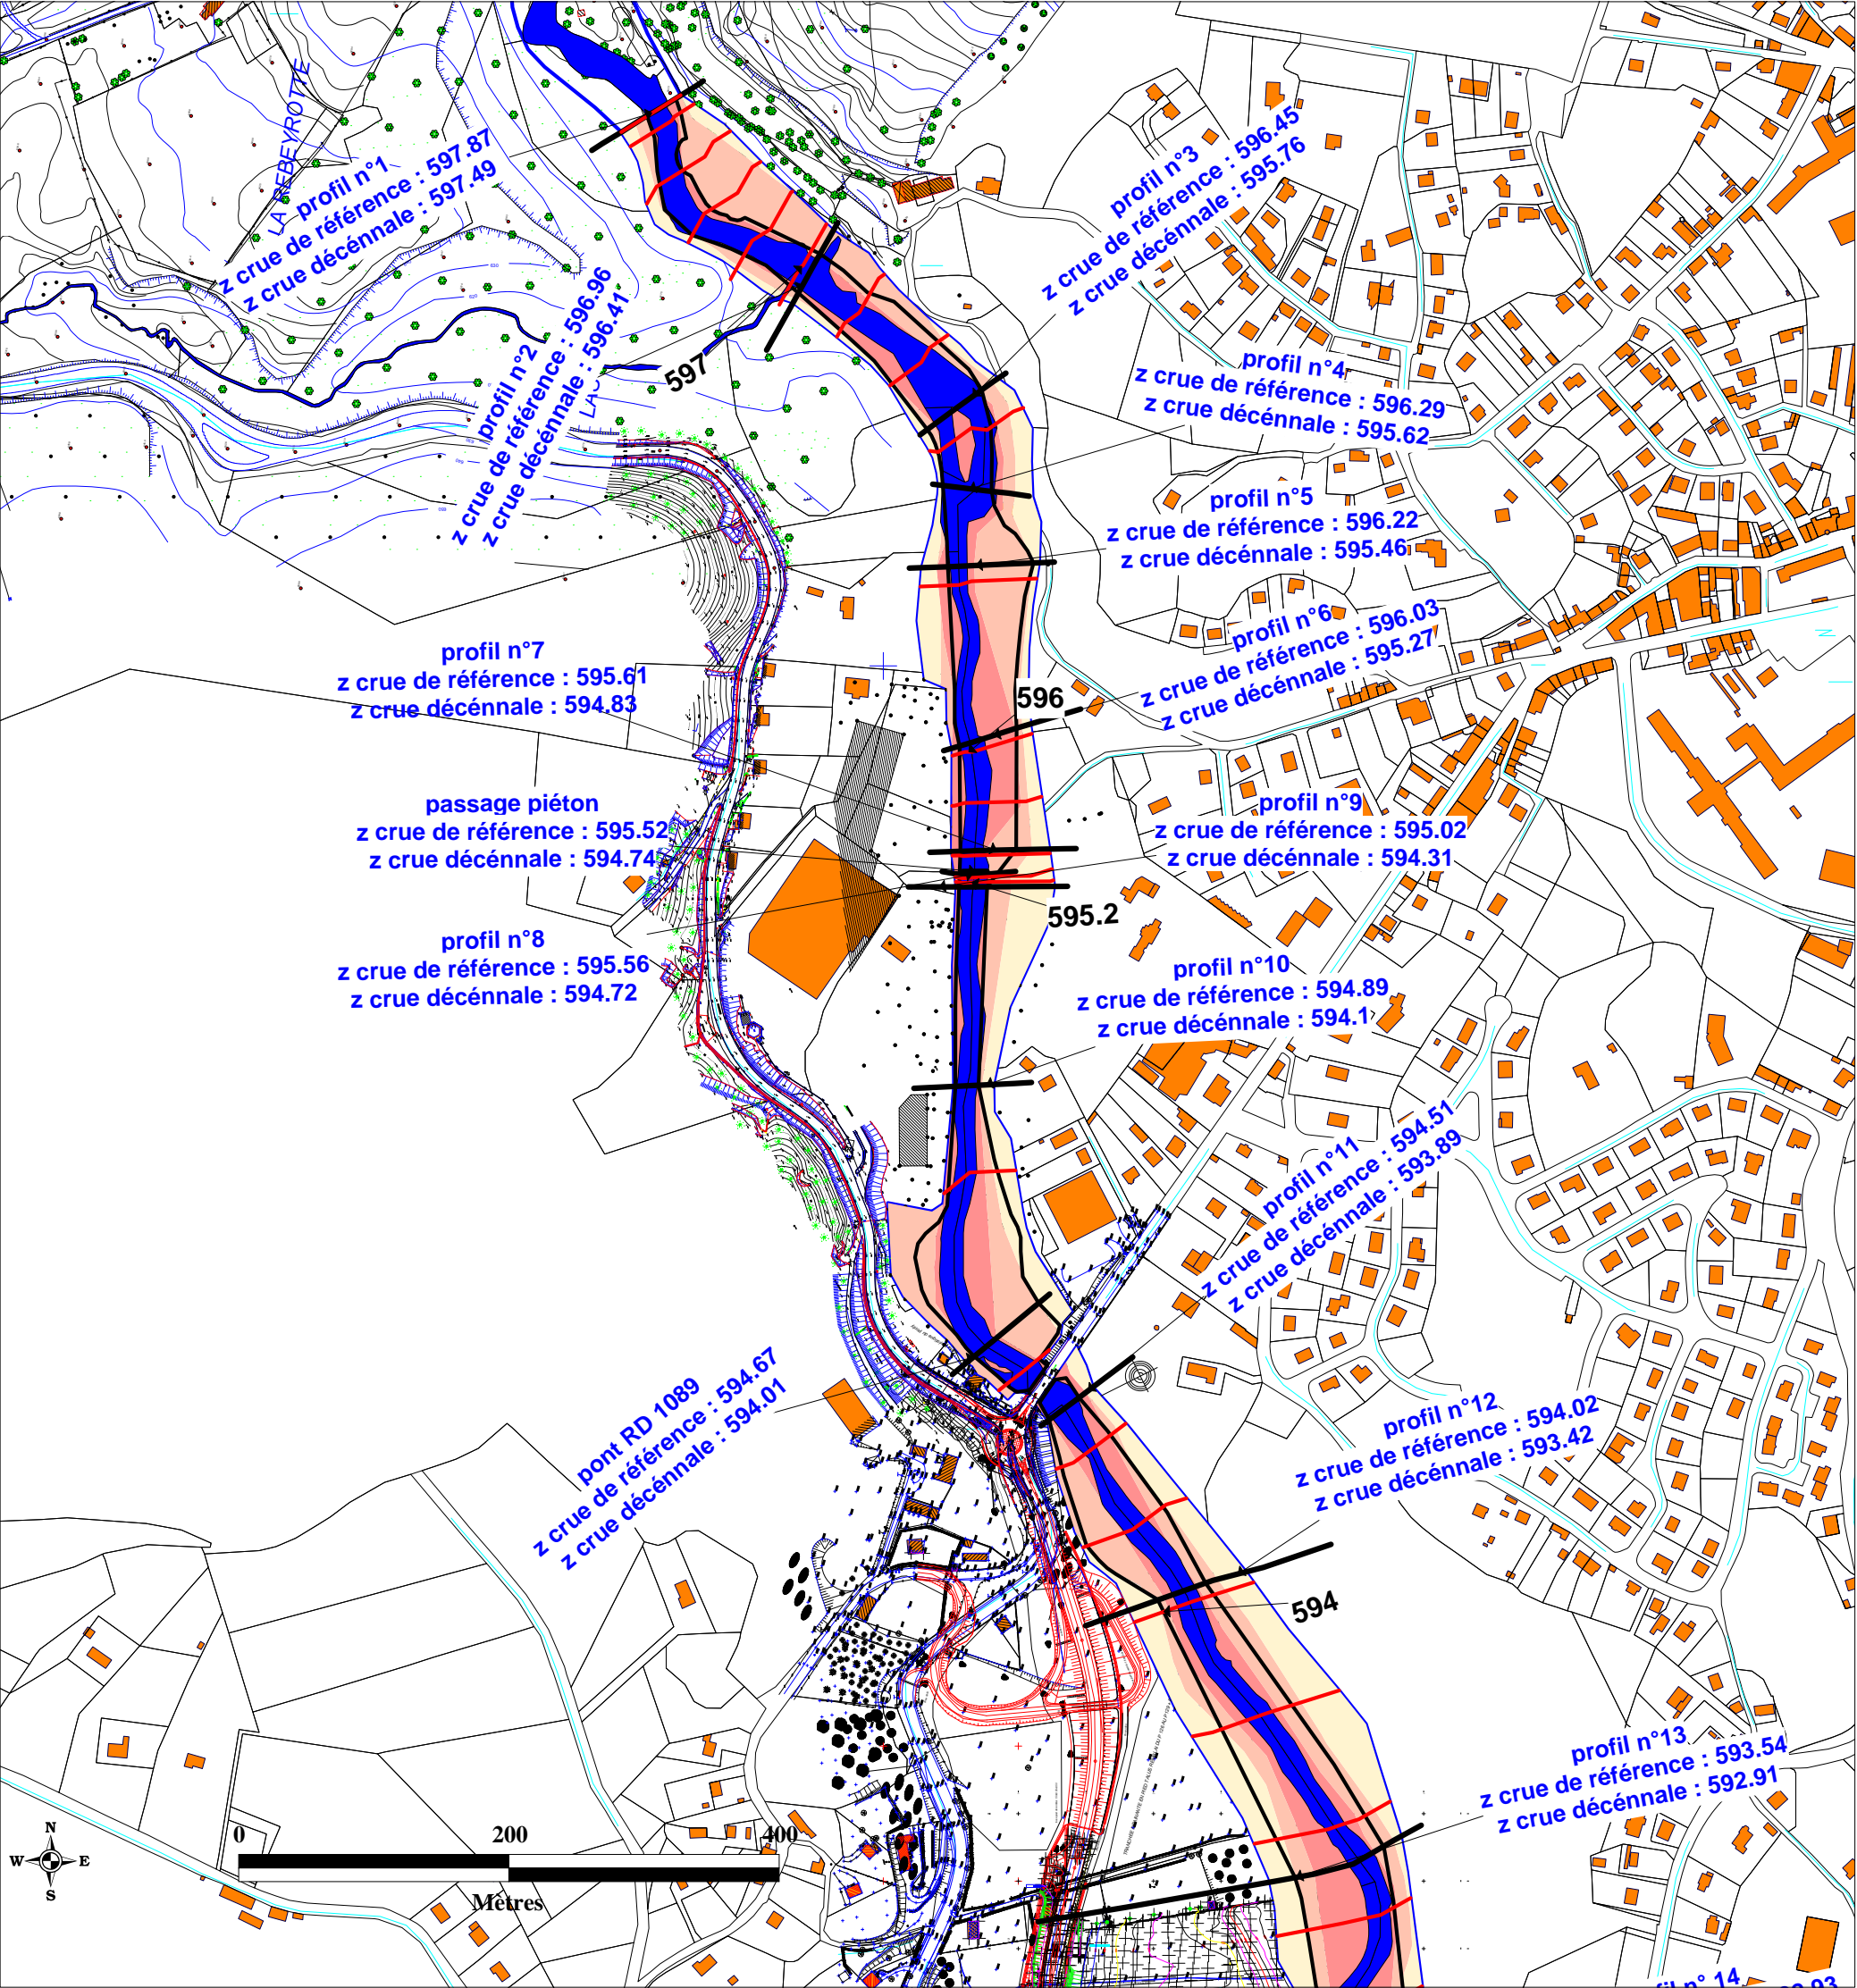 LA REBEYROTTE
profil n°1
z crue de référence : 597.87
z crue décénnale : 597.49
profil n°3
z crue de référence : 596.45
z crue décénnale : 595.76
profil n°2
z crue de référence : 596.96
z crue décénnale : 596.41
597
profil n°4
z crue de référence : 596.29
z crue décénnale : 595.62
profil n°5
z crue de référence : 596.22
z crue décénnale : 595.46
profil n°6
z crue de référence : 596.03
z crue décénnale : 595.27
profil n°7
z crue de référence : 595.61
z crue décénnale : 594.83
596
passage piéton
z crue de référence : 595.52
z crue décénnale : 594.74
profil n°9
z crue de référence : 595.02
z crue décénnale : 594.31
595.2
profil n°8
z crue de référence : 595.56
z crue décénnale : 594.72
profil n°10
z crue de référence : 594.89
z crue décénnale : 594.1
profil n°11
z crue de référence : 594.51
z crue décénnale : 593.89
pont RD 1089
z crue de référence : 594.67
z crue décénnale : 594.01
profil n°12
z crue de référence : 594.02
z crue décénnale : 593.42
594
profil n°13
z crue de référence : 593.54
z crue décénnale : 592.91
N
W E
S
0 200 400
Mètres
fil n° 14